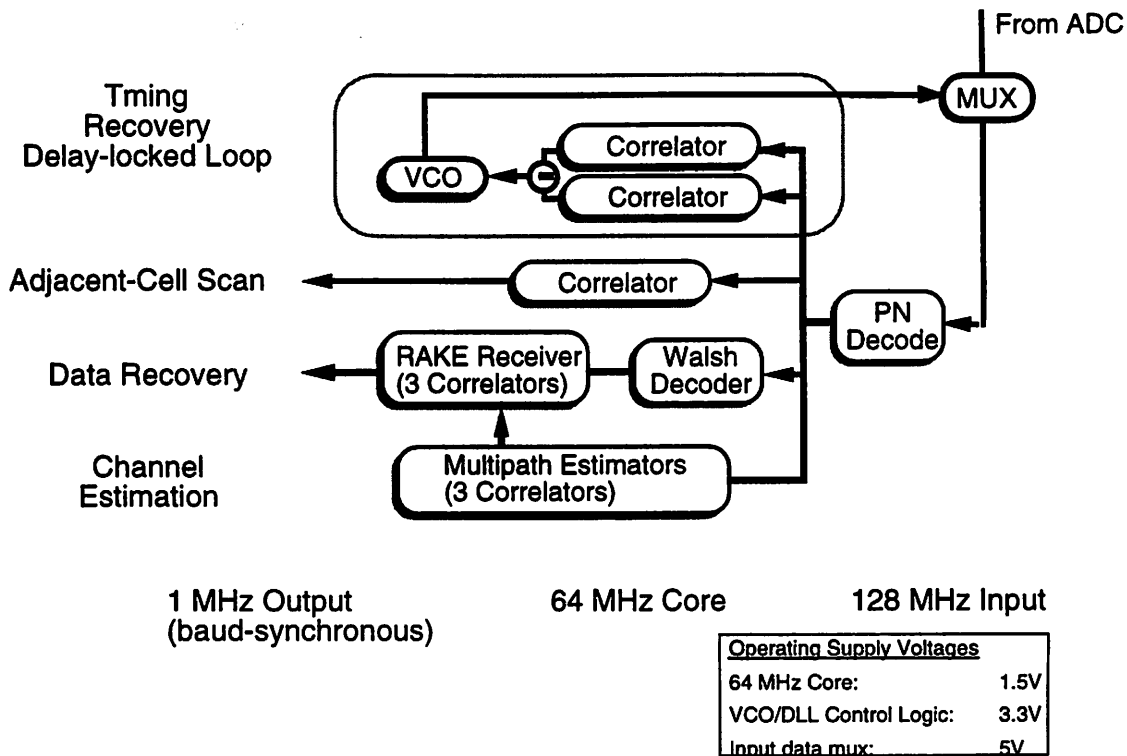 From ADC
MUX
Tming
Recovery
Delay-locked Loop
Correlator
VCO
Correlator
Adjacent-Cell Scan
Correlator
PN
Decode
Data Recovery
RAKE Receiver
(3 Correlators)
Walsh
Decoder
Channel
Estimation
Multipath Estimators
(3 Correlators)
1 MHz Output
(baud-synchronous)
64 MHz Core
128 MHz Input
Operating Supply Voltages
64 MHz Core: 1.5V
VCO/DLL Control Logic: 3.3V
Input data mux: 5V